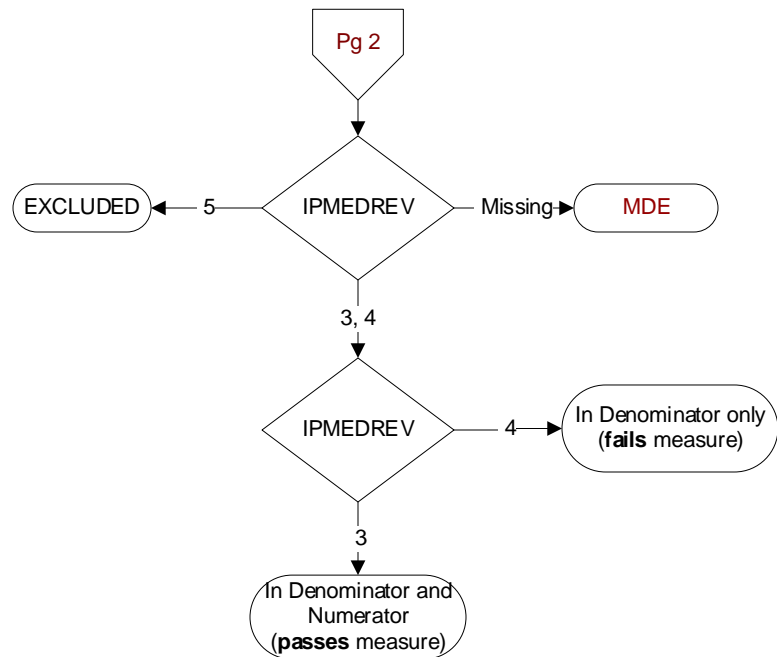 Pg 2
EXCLUDED
5
IPMEDREV
Missing
MDE
3, 4
IPMEDREV
4
In Denominator only
(fails measure)
3
In Denominator and
Numerator
(passes measure)